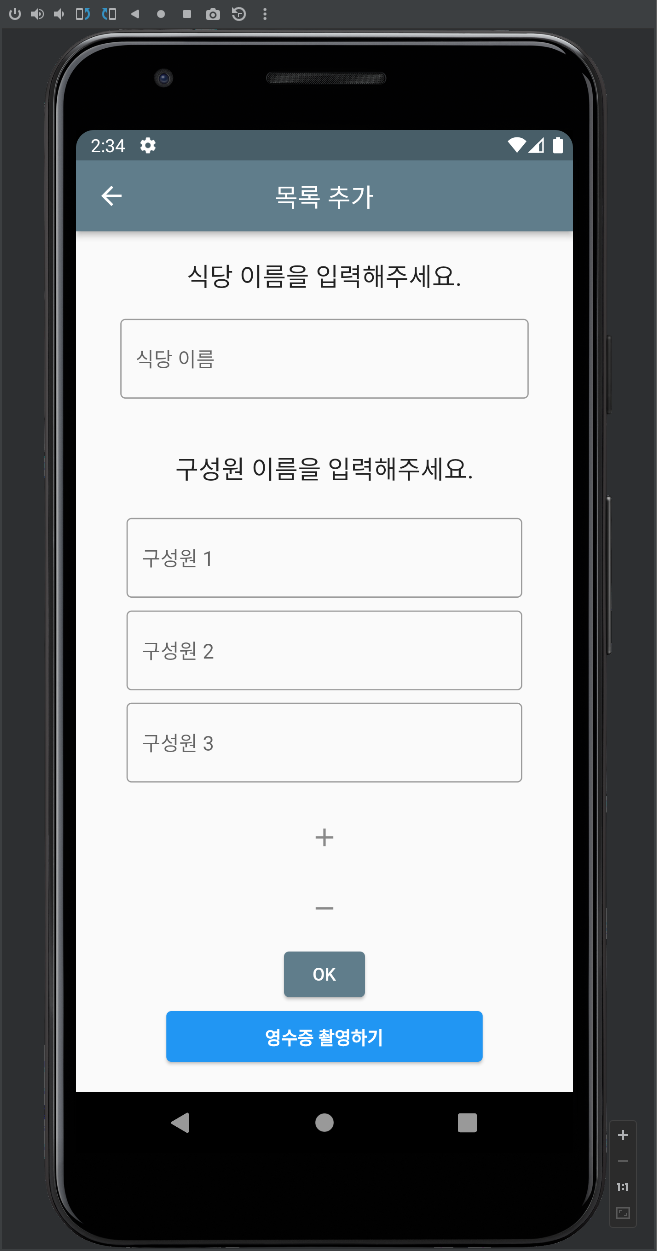 2:34
목록 추가
식당 이름을 입력해주세요.
식당 이름
구성원 이름을 입력해주세요.
구성원 1
구성원 2
구성원 3
+
−
OK
영수증 촬영하기
+
−
1:1